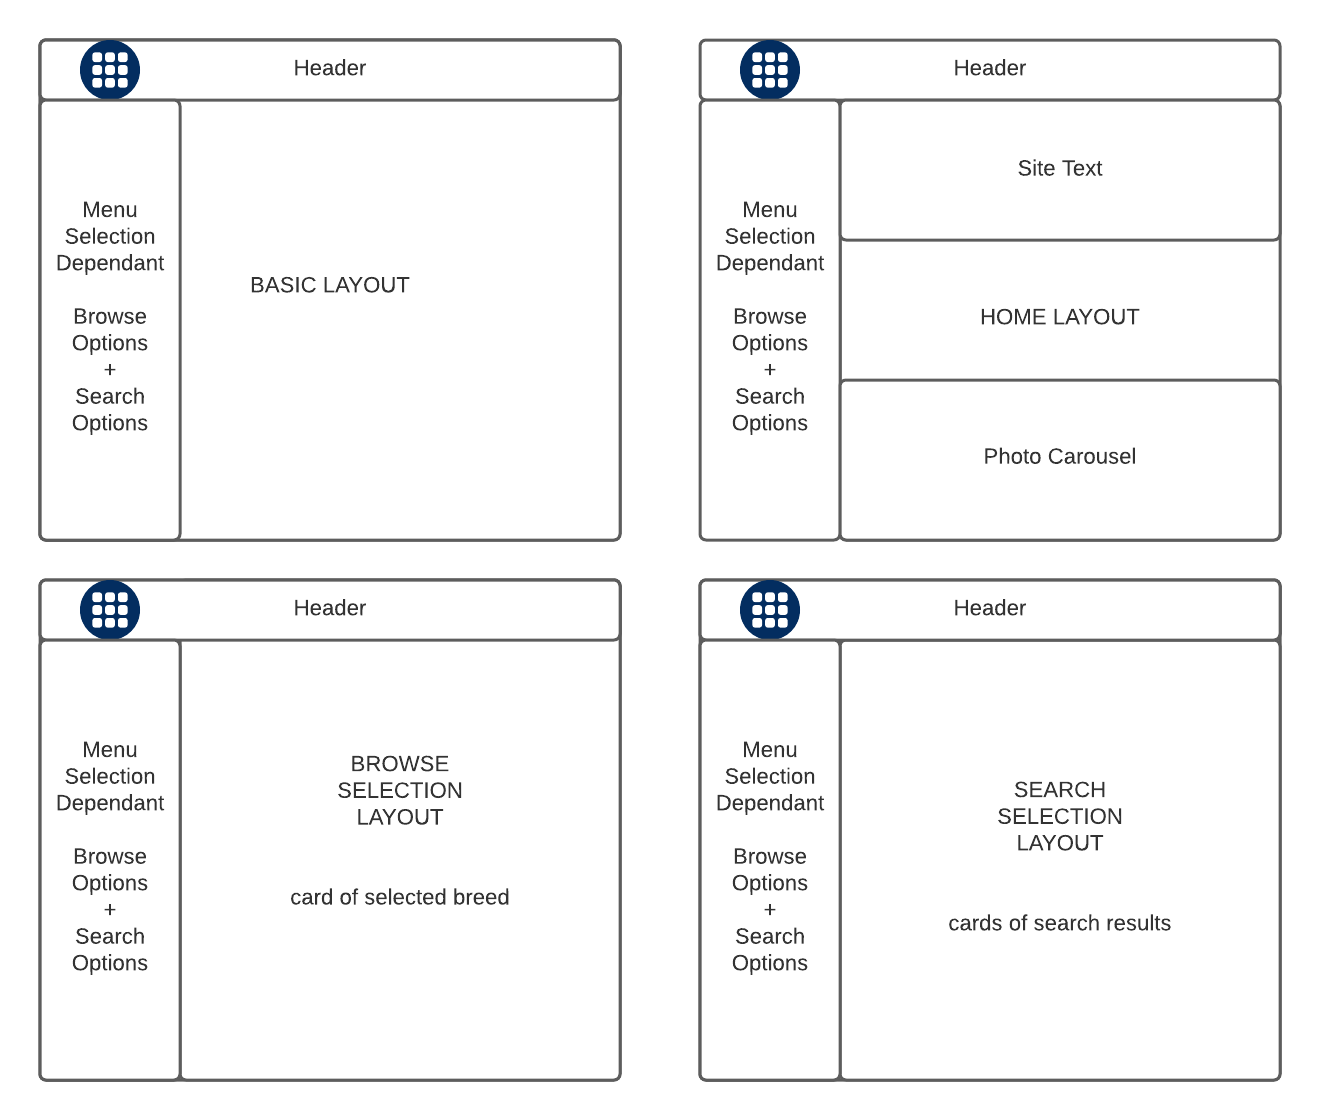 Header
Menu
Selection
Dependant
Browse
Options
+
Search
Options
BASIC LAYOUT
Header
Menu
Selection
Dependant
Browse
Options
+
Search
Options
Site Text
HOME LAYOUT
Photo Carousel
Header
Menu
Selection
Dependant
Browse
Options
+
Search
Options
BROWSE
SELECTION
LAYOUT
card of selected breed
Header
Menu
Selection
Dependant
Browse
Options
+
Search
Options
SEARCH
SELECTION
LAYOUT
cards of search results